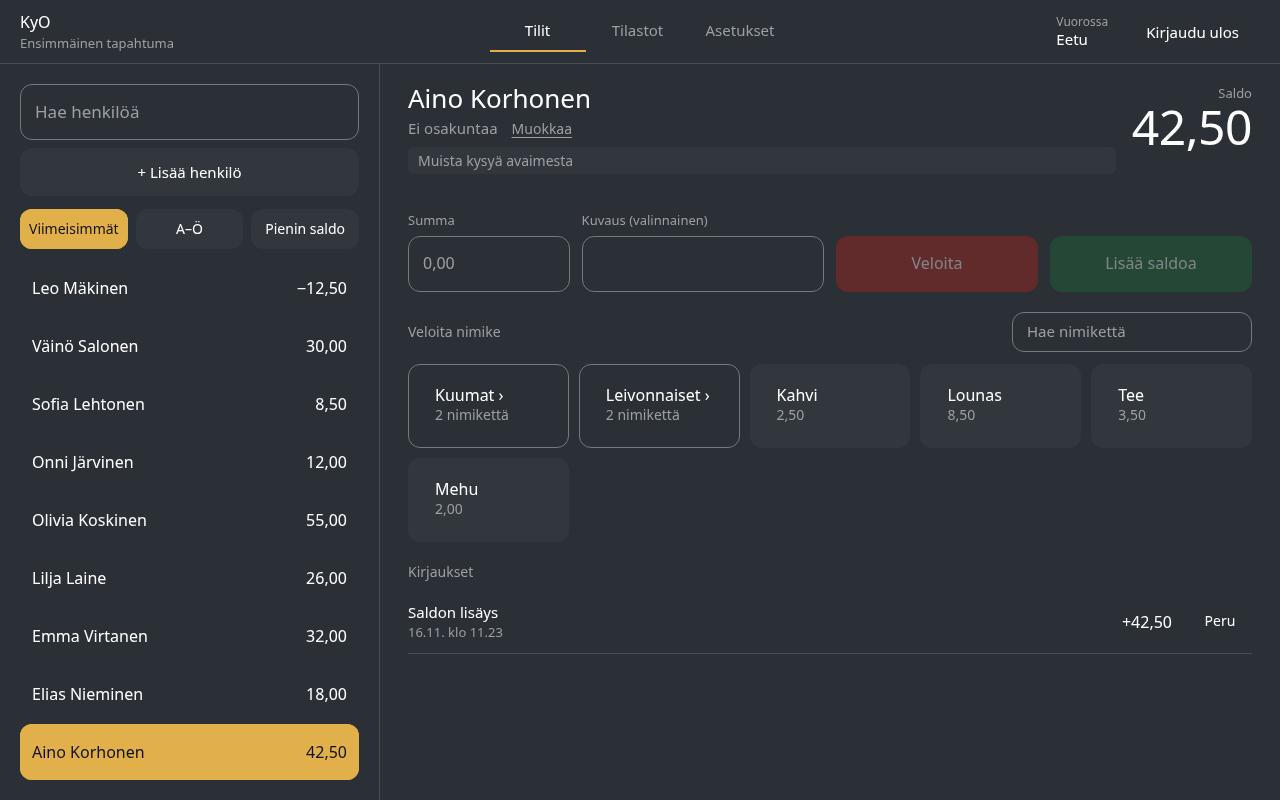 KyO
Ensimmäinen tapahtuma
Tilit
Tilastot
Asetukset
Vuorossa
Eetu
Kirjaudu ulos
Hae henkilöä
+ Lisää henkilö
Viimeisimmät
A–Ö
Pienin saldo
Leo Mäkinen −12,50
Väinö Salonen 30,00
Sofia Lehtonen 8,50
Onni Järvinen 12,00
Olivia Koskinen 55,00
Lilja Laine 26,00
Emma Virtanen 32,00
Elias Nieminen 18,00
Aino Korhonen 42,50
Aino Korhonen
Ei osakuntaa Muokkaa
Muista kysyä avaimesta
Saldo
42,50
Summa
0,00
Kuvaus (valinnainen)
Veloita
Lisää saldoa
Veloita nimike
Hae nimikettä
Kuumat ›
2 nimikettä
Leivonnaiset ›
2 nimikettä
Kahvi
2,50
Lounas
8,50
Tee
3,50
Mehu
2,00
Kirjaukset
Saldon lisäys
16.11. klo 11.23
+42,50
Peru